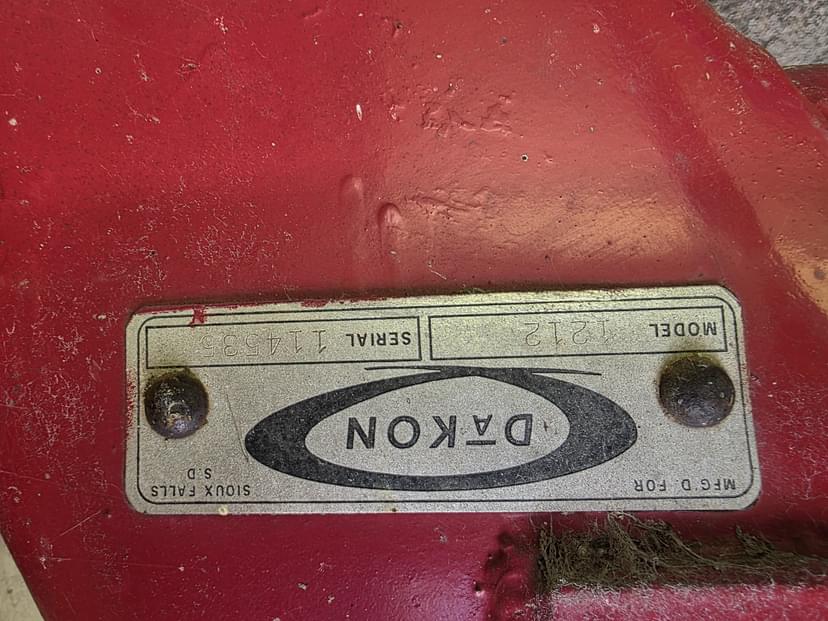 MFG'D. FOR
SIOUX FALLS
S.D
DAKON
MODEL 1212
SERIAL 114535